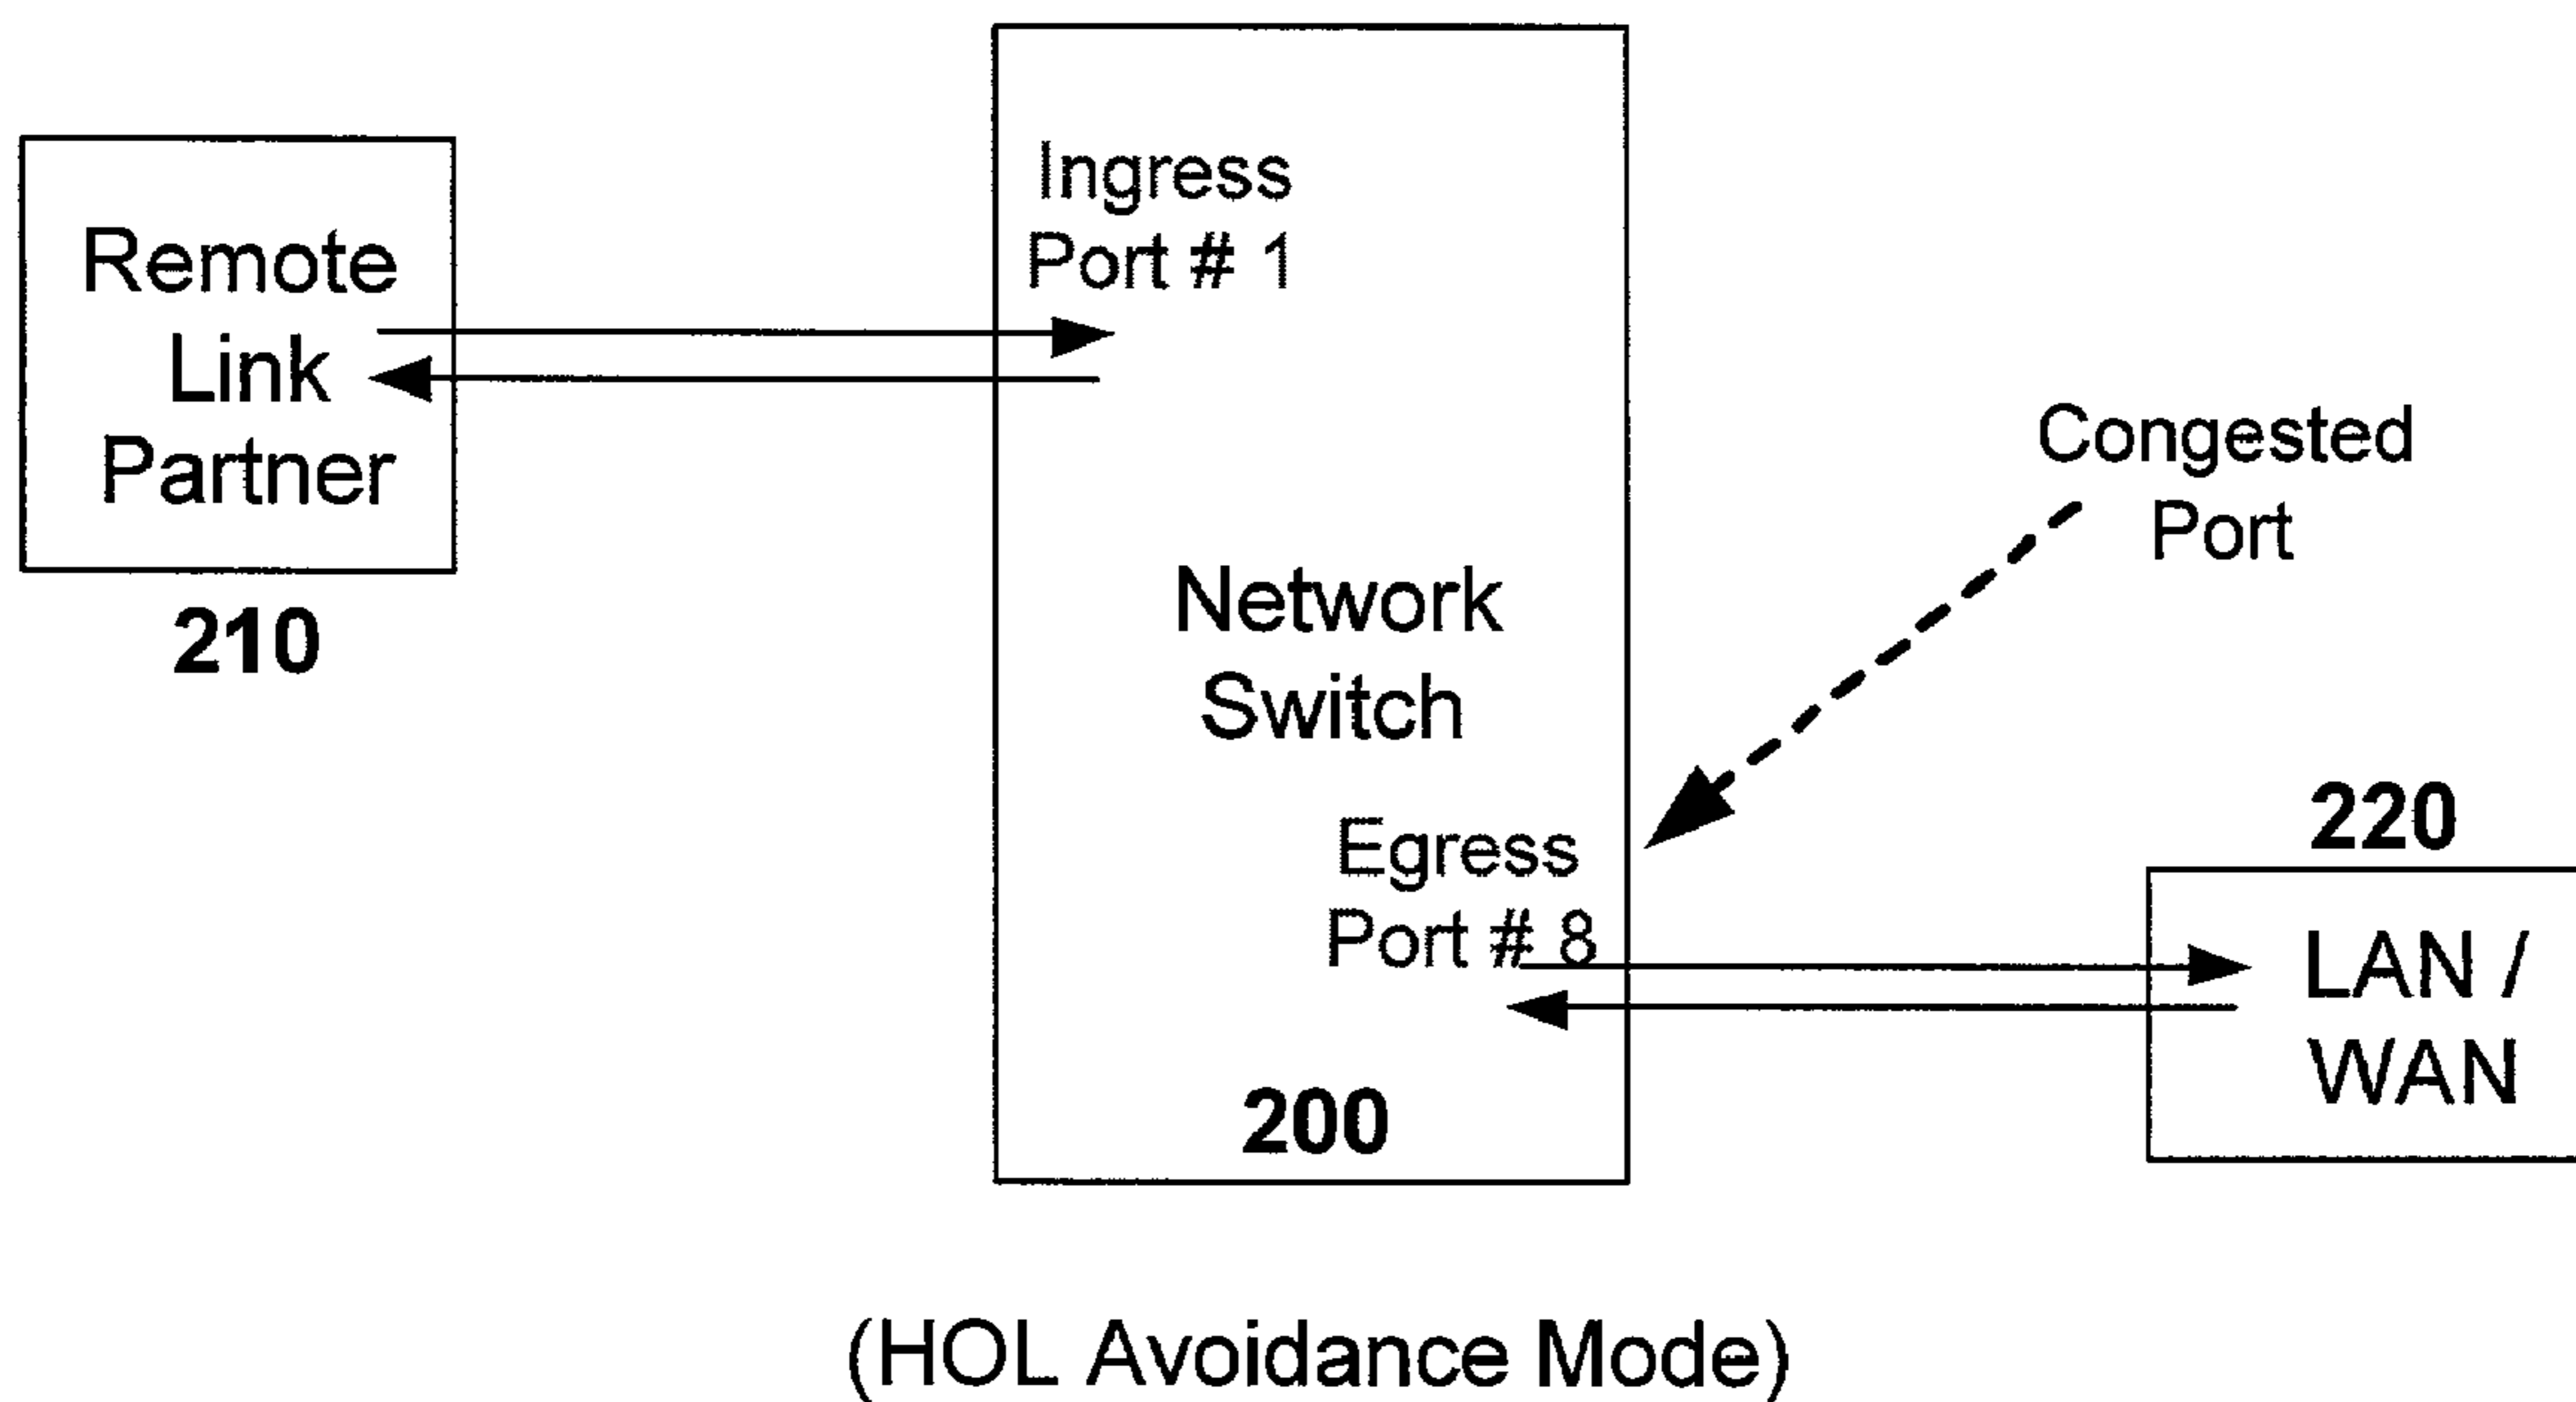 Ingress
Port # 1
Remote
Link
Partner
210
Congested
Port
Network
Switch
220
Egress
Port # 8
LAN /
WAN
200
(HOL Avoidance Mode)